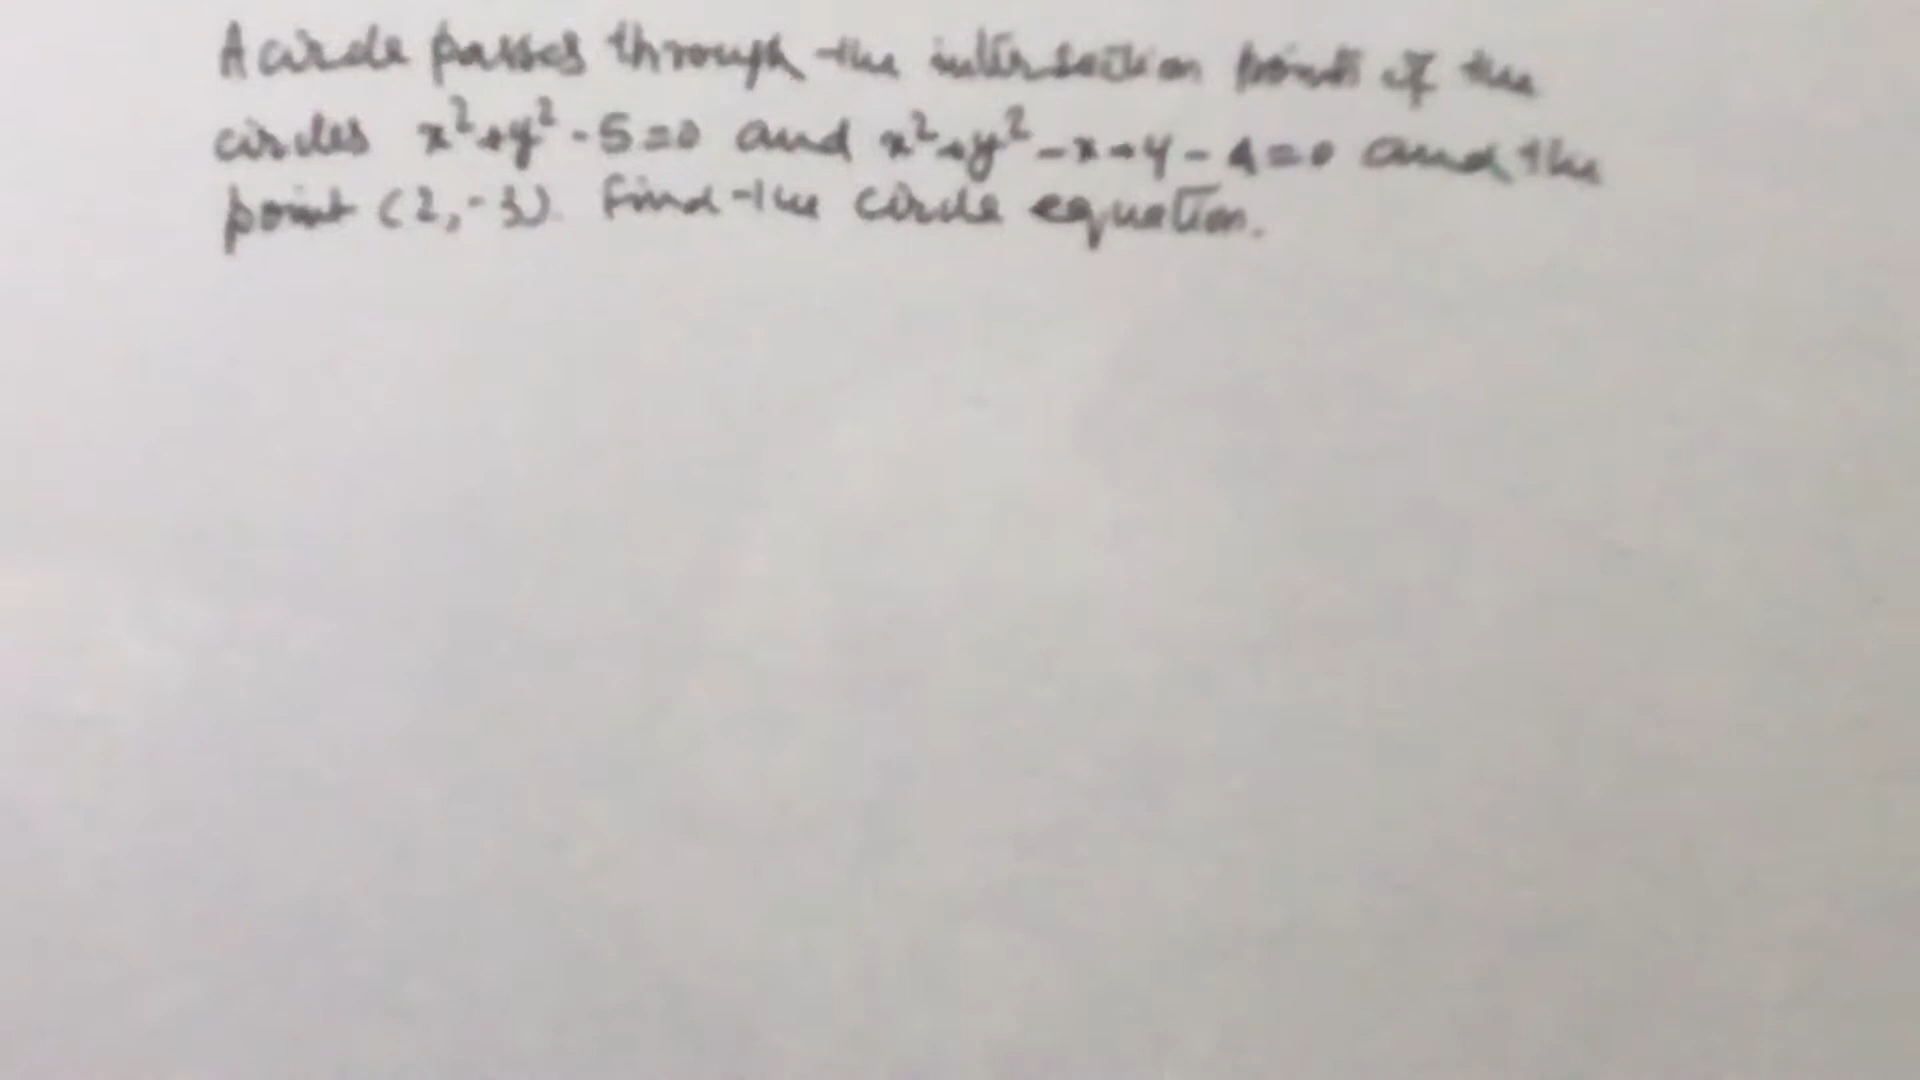 A circle passes through the intersection points of the
circles x²+y²-5=0 and x²+y²-x+y-4=0 and the
point (2,-3). Find the circle equation.